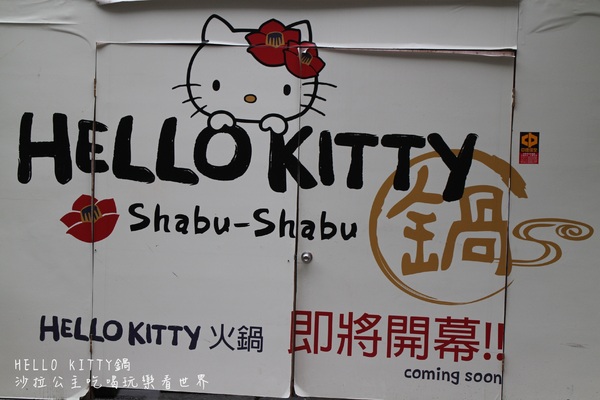 HELLO KITTY
Shabu-Shabu
金鍋
HELLO KITTY 火鍋
即將開幕!!
coming soon
HELLO KITTY鍋
沙拉公主吃喝玩樂看世界